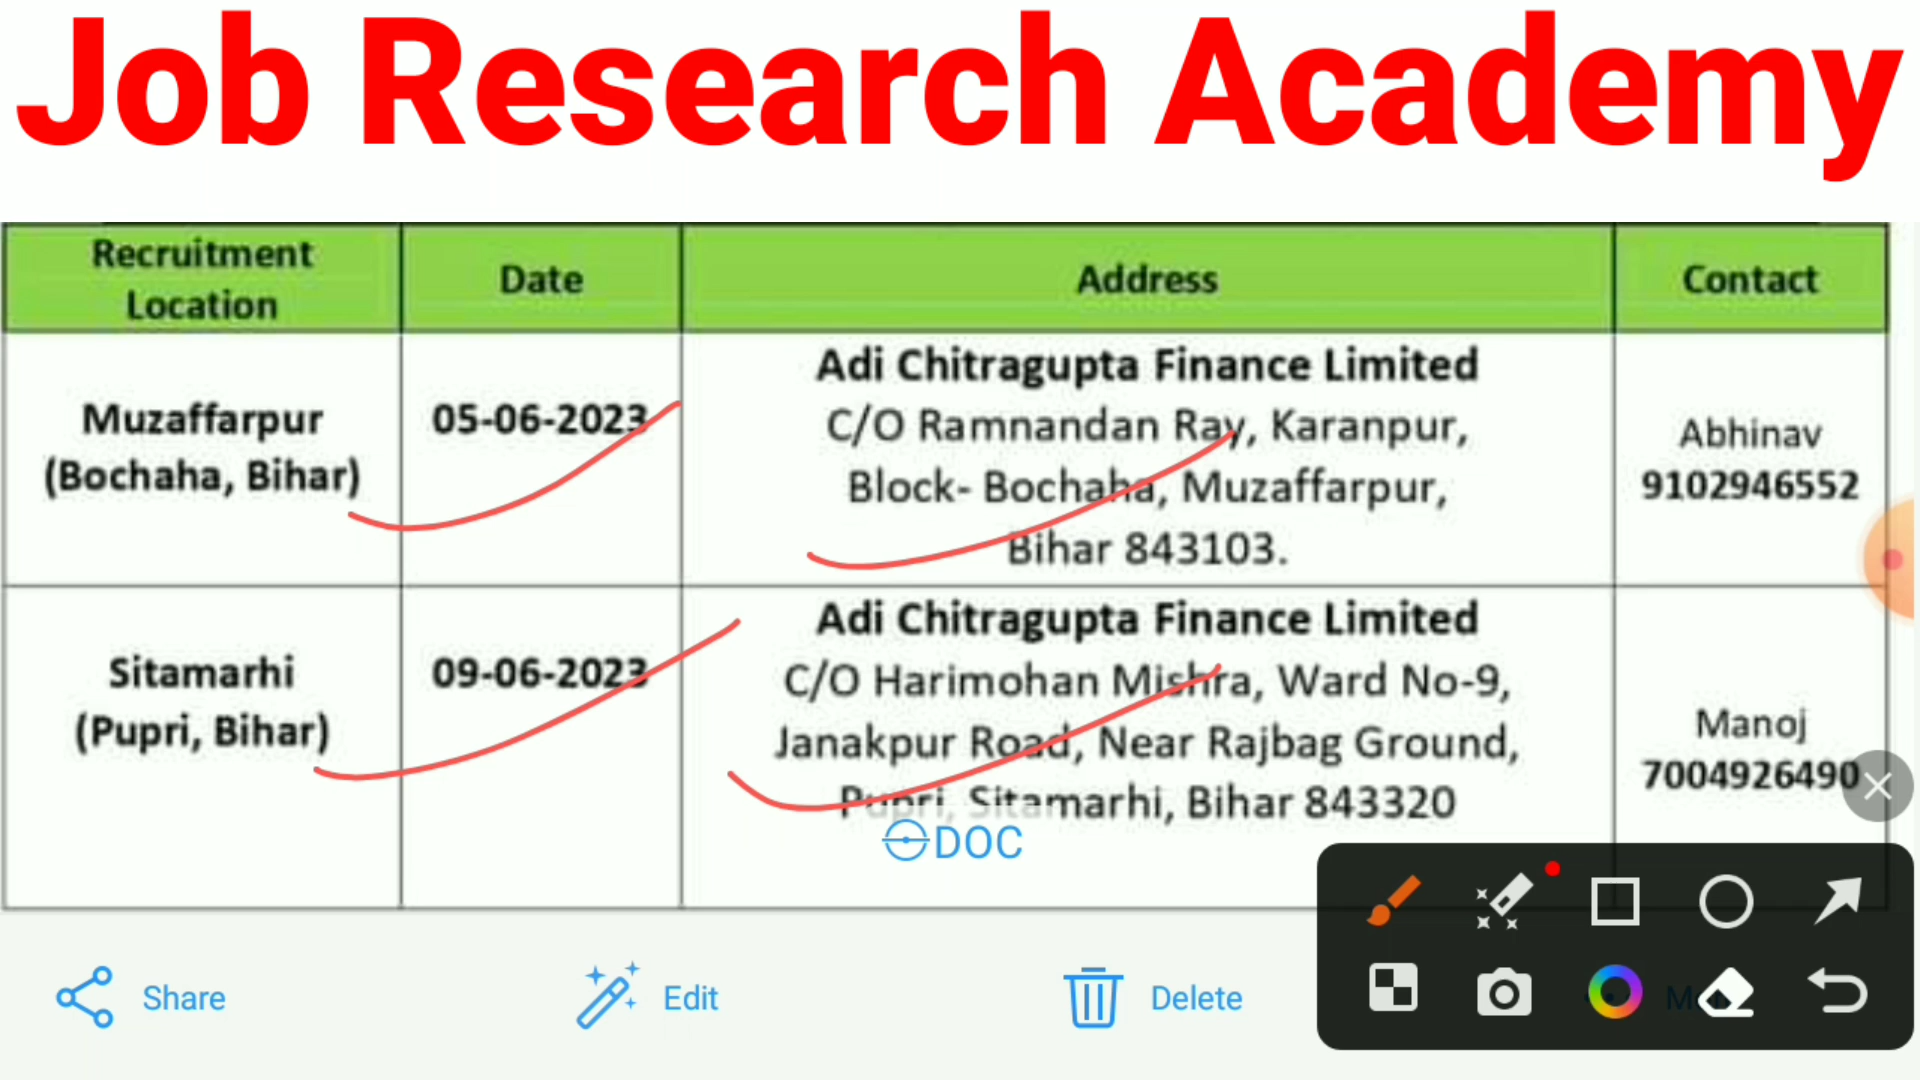 Job Research Academy
Recruitment
Location
Date
Address
Contact
Muzaffarpur
(Bochaha, Bihar)
05-06-2023
Adi Chitragupta Finance Limited
C/O Ramnandan Ray, Karanpur,
Block- Bochaha, Muzaffarpur,
Bihar 843103.
Abhinav
9102946552
Sitamarhi
(Pupri, Bihar)
09-06-2023
Adi Chitragupta Finance Limited
C/O Harimohan Mishra, Ward No-9,
Janakpur Road, Near Rajbag Ground,
Pupri, Sitamarhi, Bihar 843320
Manoj
7004926490
DOC
Share
Edit
Delete